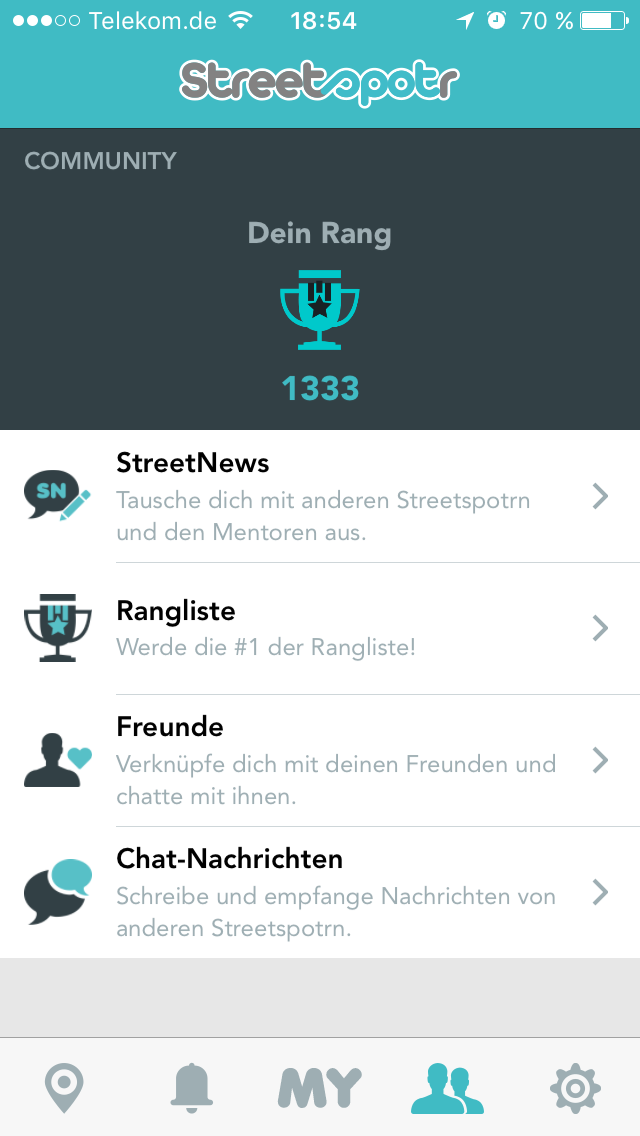 Telekom.de 18:54 70 %
Streetspotr
COMMUNITY
Dein Rang
1333
SN
StreetNews
Tausche dich mit anderen Streetspotrn
und den Mentoren aus.
Rangliste
Werde die #1 der Rangliste!
Freunde
Verknüpfe dich mit deinen Freunden und
chatte mit ihnen.
Chat-Nachrichten
Schreibe und empfange Nachrichten von
anderen Streetspotrn.
MY